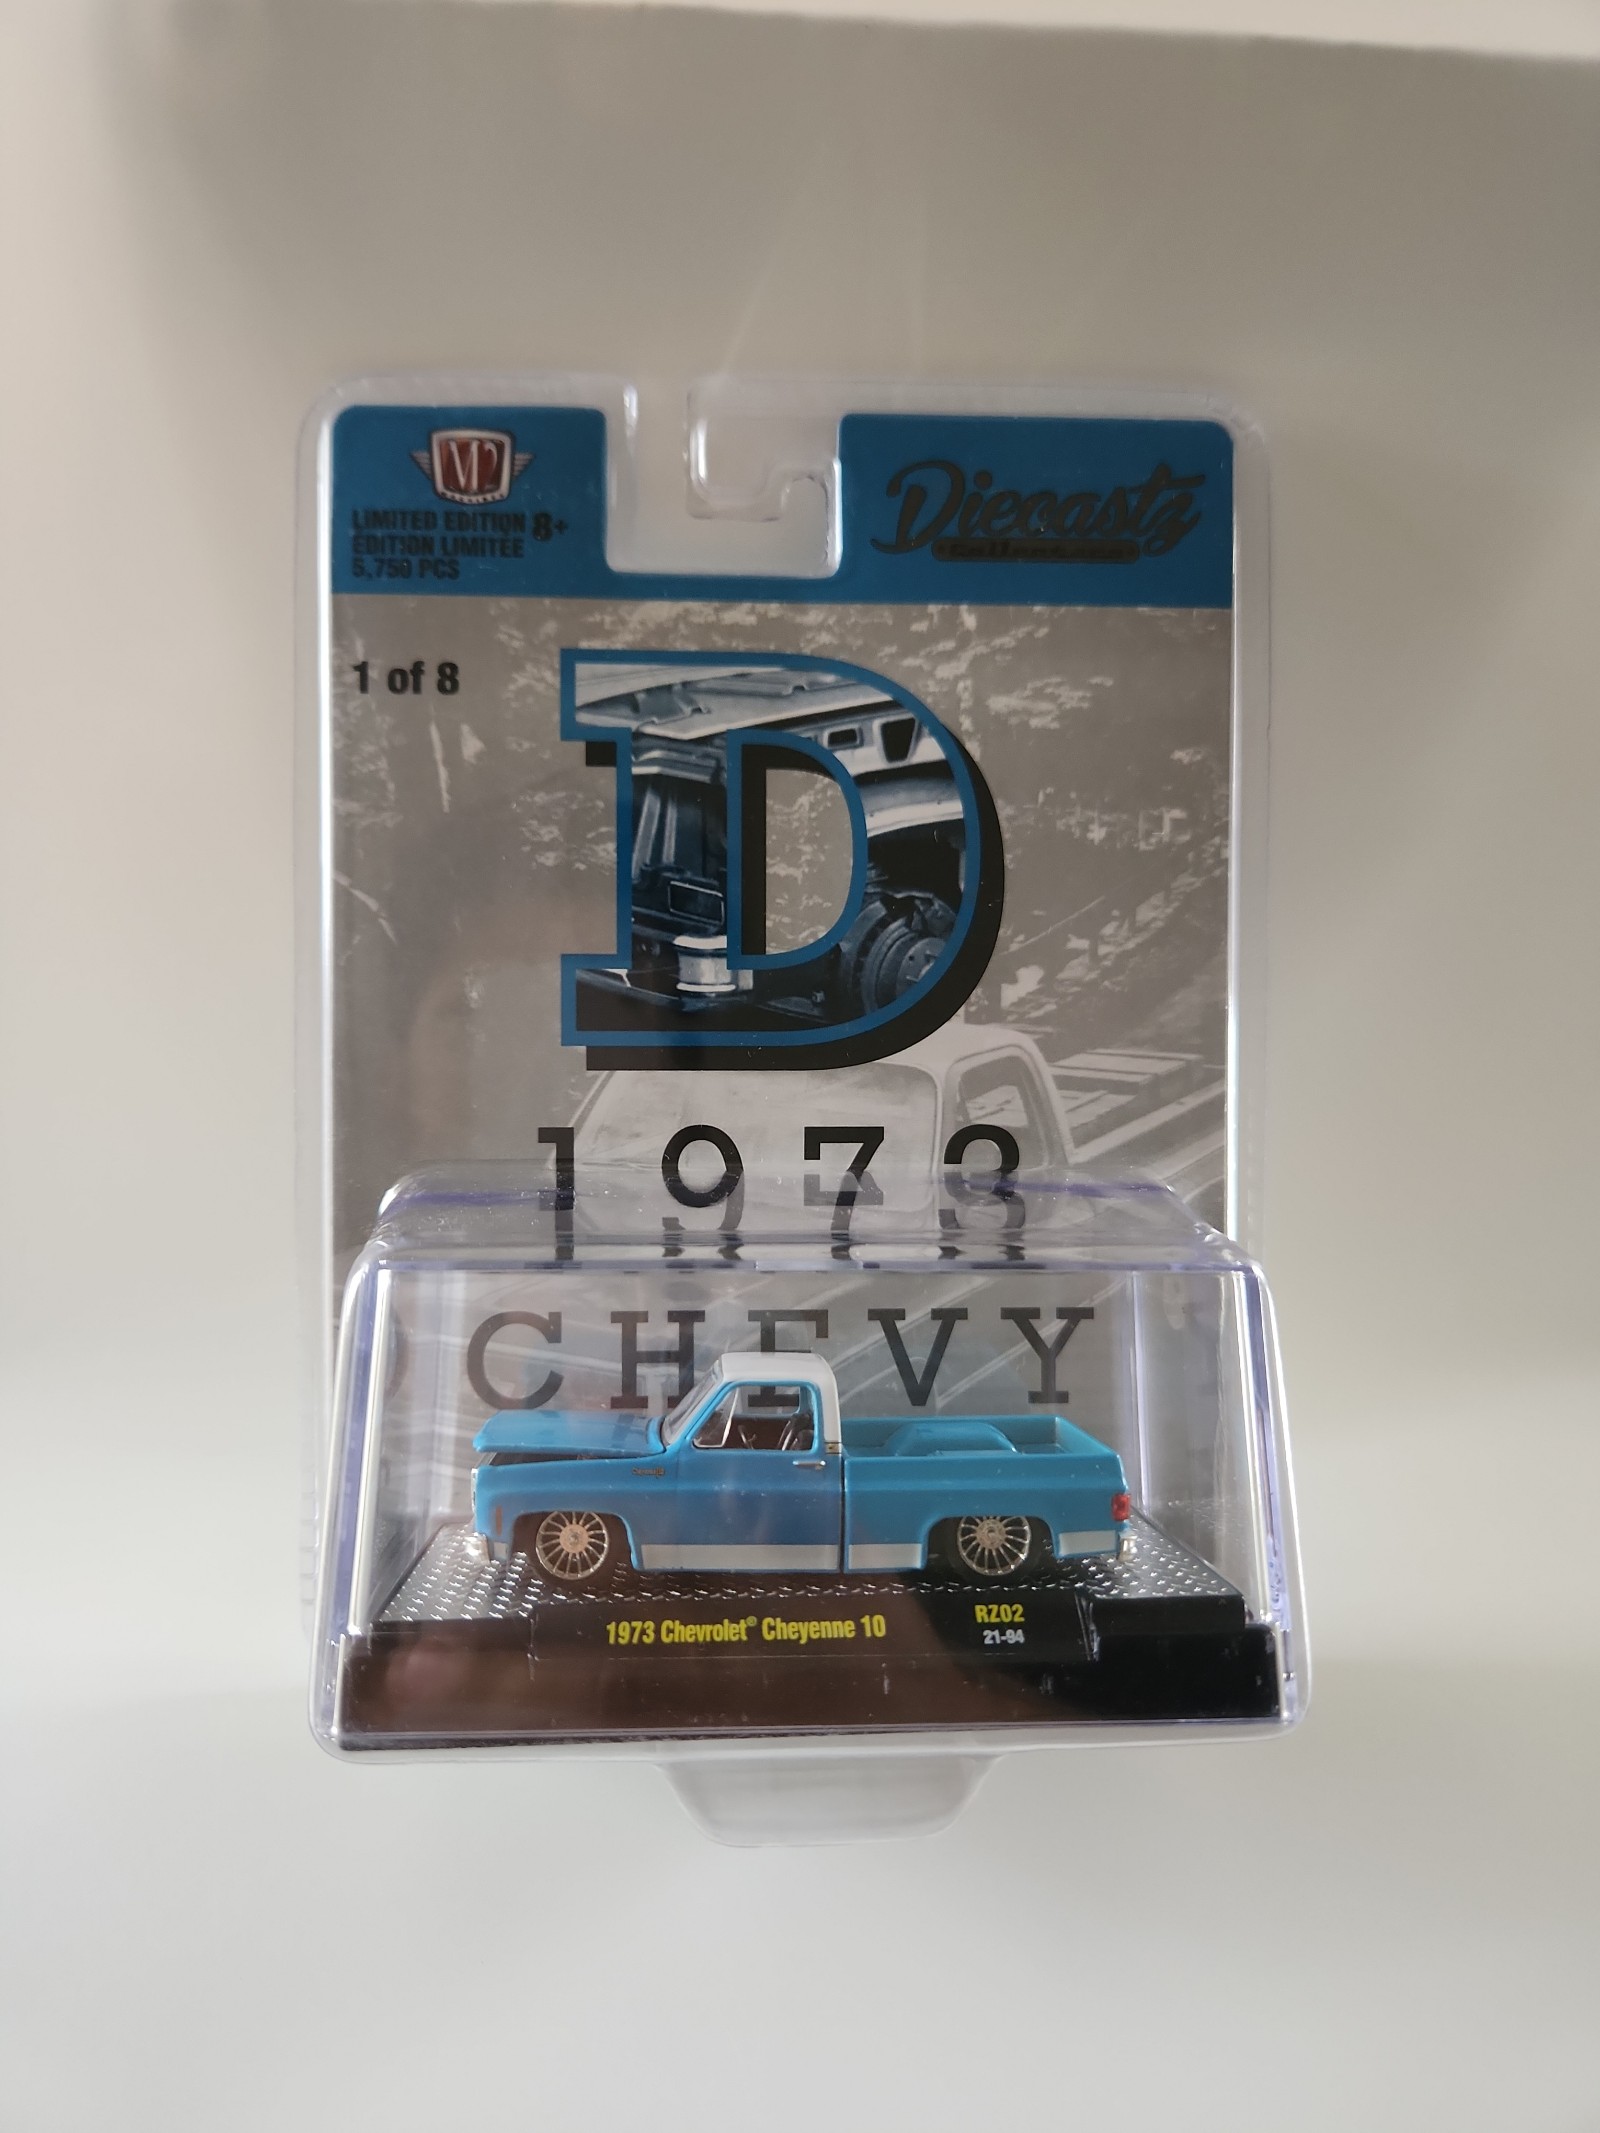 M2
MACHINES
LIMITED EDITION 8+
EDITION LIMITEE
5,750 PCS
Diecastz
1 of 8
D
1973
CHEVY
1973 Chevrolet® Cheyenne 10
RZ02
21-94